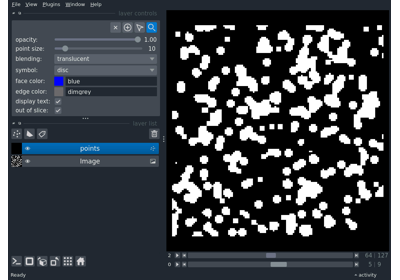 File View Plugins Window Help
layer controls
opacity: 1.00
point size: 10
blending: translucent
symbol: disc
face color: blue
edge color: dimgrey
display text:
out of slice:
layer list
points
Image
2 64 127
0 5 9
Ready activity